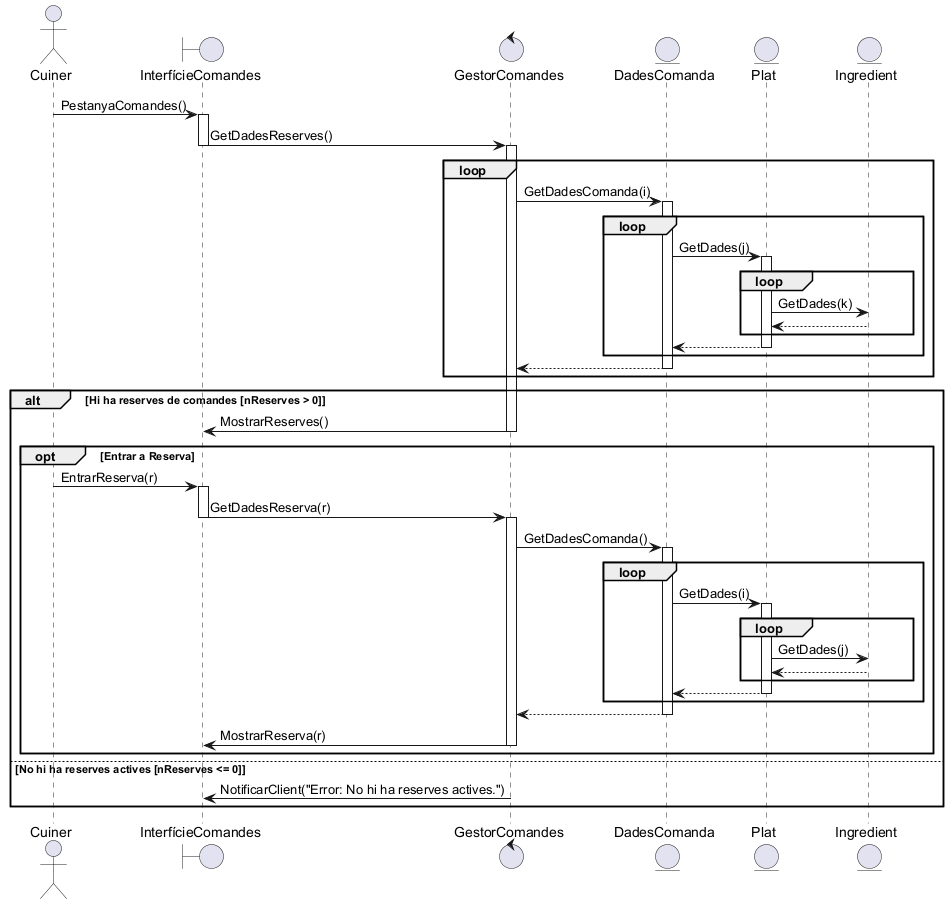 Cuiner
InterfícieComandes
GestorComandes
DadesComanda
Plat
Ingredient
PestanyaComandes()
GetDadesReserves()
loop
GetDadesComanda(i)
loop
GetDades(j)
loop
GetDades(k)
alt
[Hi ha reserves de comandes [nReserves > 0]]
MostrarReserves()
opt
[Entrar a Reserva]
EntrarReserva(r)
GetDadesReserva(r)
GetDadesComanda()
loop
GetDades(i)
loop
GetDades(j)
MostrarReserva(r)
[No hi ha reserves actives [nReserves <= 0]]
NotificarClient("Error: No hi ha reserves actives.")
Cuiner
InterfícieComandes
GestorComandes
DadesComanda
Plat
Ingredient